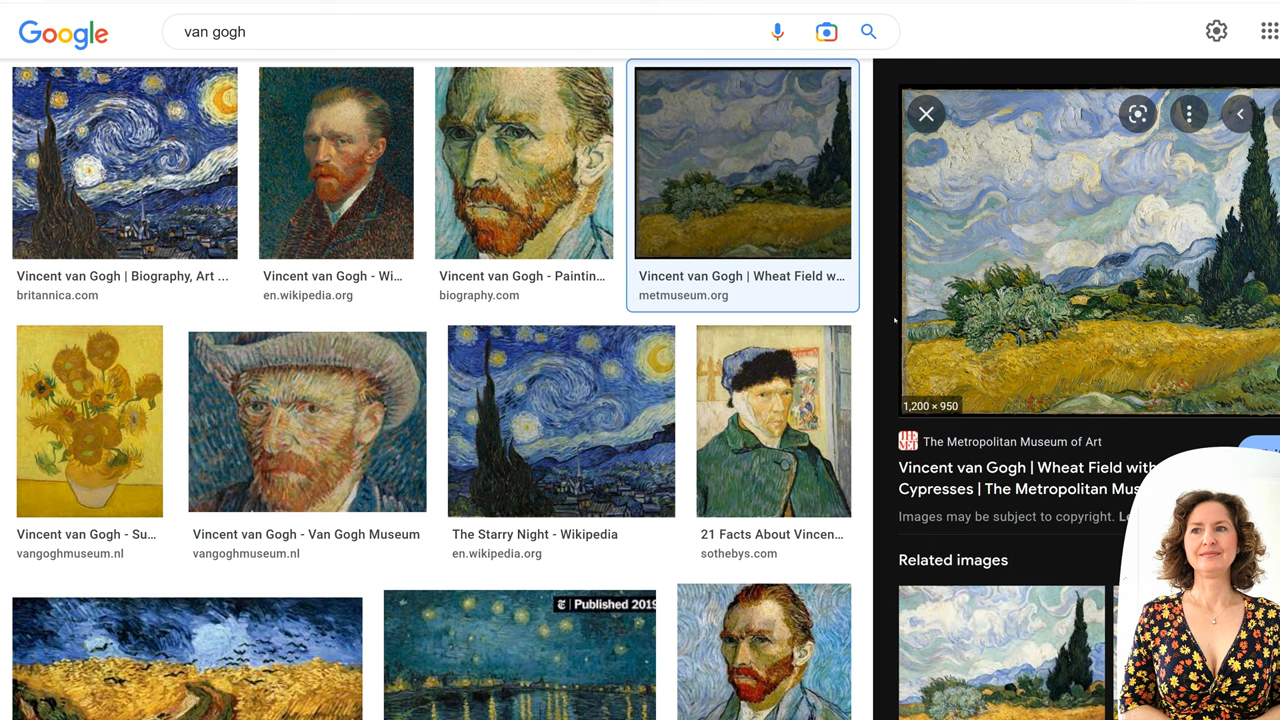 Google
van gogh
Vincent van Gogh | Biography, Art ...
britannica.com
Vincent van Gogh - Wi...
en.wikipedia.org
Vincent van Gogh - Paintin...
biography.com
Vincent van Gogh | Wheat Field w...
metmuseum.org
Vincent van Gogh - Su...
vangoghmuseum.nl
Vincent van Gogh - Van Gogh Museum
vangoghmuseum.nl
The Starry Night - Wikipedia
en.wikipedia.org
21 Facts About Vincen...
sothebys.com
Published 2019
1,200 × 950
THE MET
The Metropolitan Museum of Art
Vincent van Gogh | Wheat Field with
Cypresses | The Metropolitan Mus
Images may be subject to copyright. L
Related images